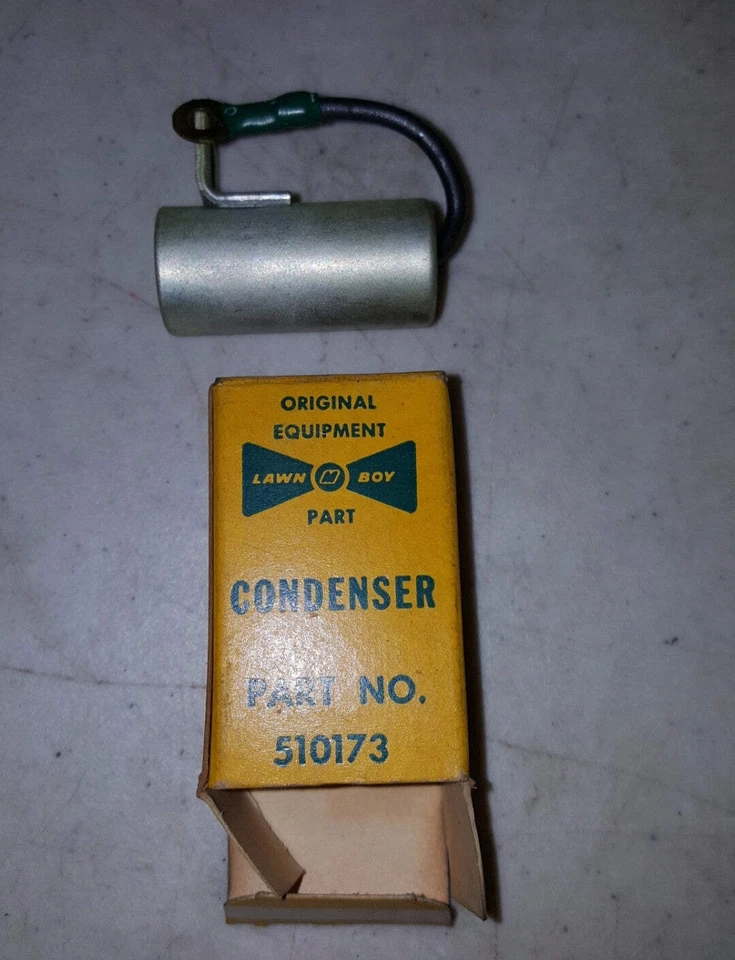 ORIGINAL
EQUIPMENT
LAWN M BOY
PART
CONDENSER
PART NO.
510173